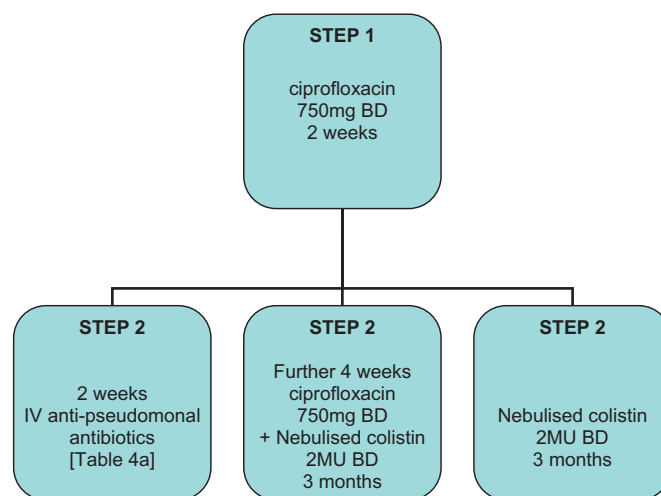 STEP 1
ciprofloxacin
750mg BD
2 weeks
STEP 2
2 weeks
IV anti-pseudomonal
antibiotics
[Table 4a]
STEP 2
Further 4 weeks
ciprofloxacin
750mg BD
+ Nebulised colistin
2MU BD
3 months
STEP 2
Nebulised colistin
2MU BD
3 months